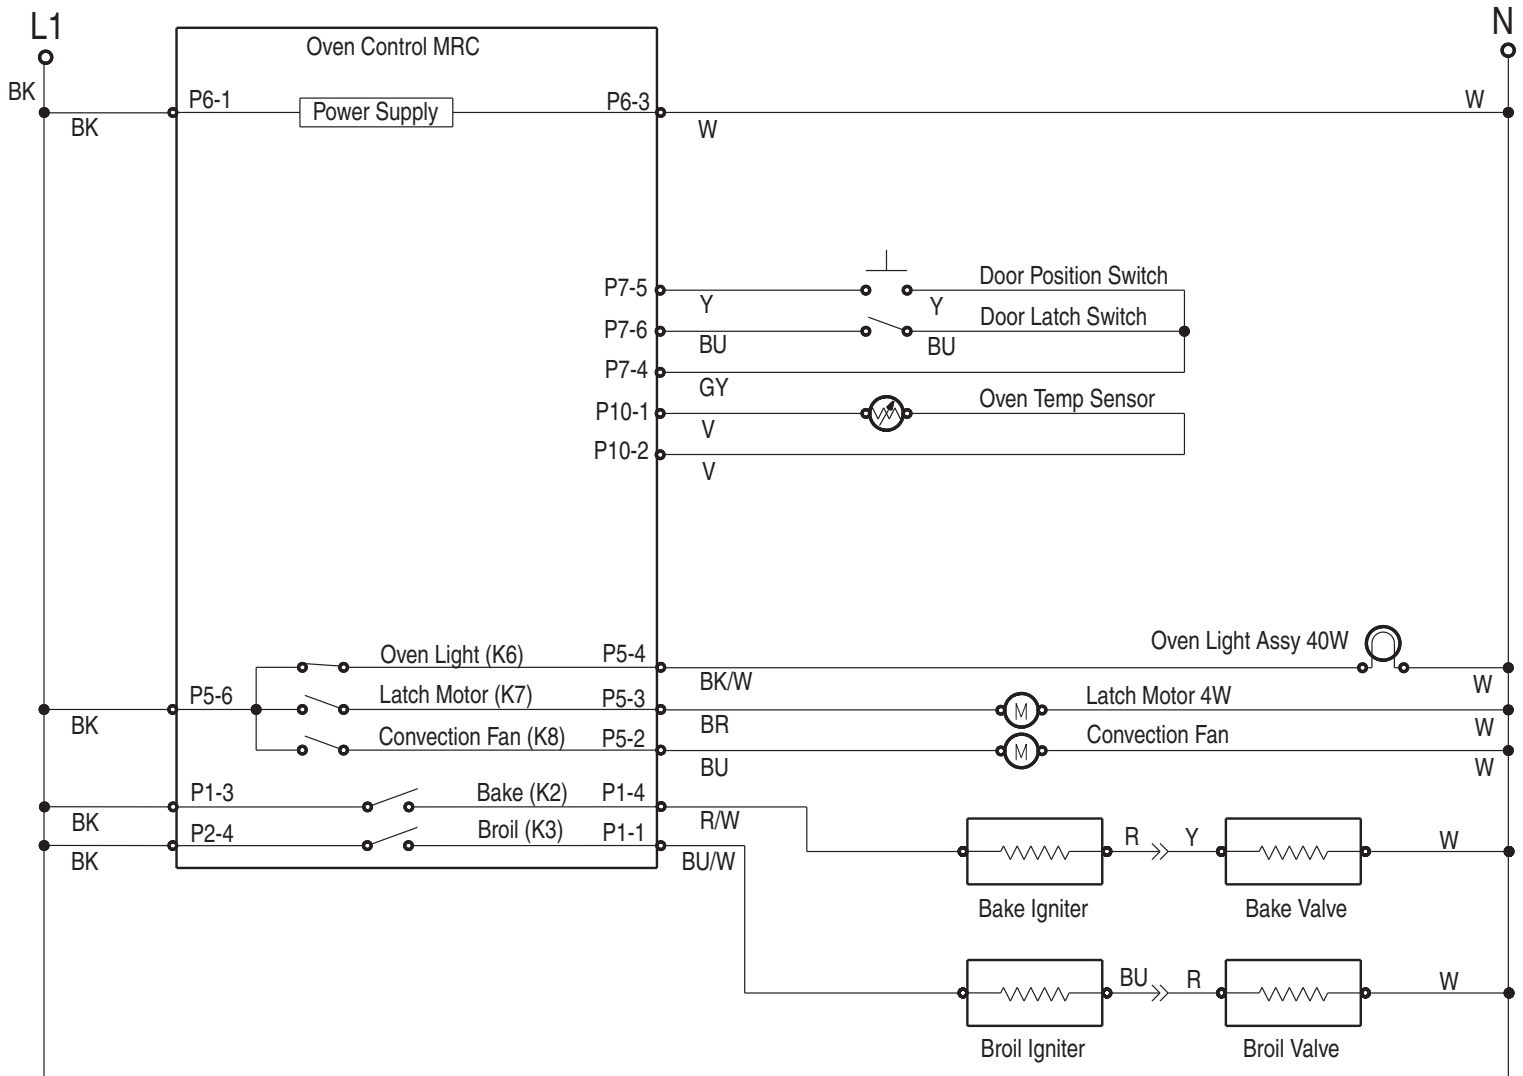 L1
N
Oven Control MRC
BK
P6-1
Power Supply
P6-3
W
BK
W
P7-5
Door Position Switch
Y
Y
P7-6
Door Latch Switch
BU
BU
P7-4
GY
P10-1
Oven Temp Sensor
V
P10-2
V
Oven Light (K6)
P5-4
Oven Light Assy 40W
BK/W
W
P5-6
Latch Motor (K7)
P5-3
Latch Motor 4W
M
BK
BR
W
Convection Fan (K8)
P5-2
Convection Fan
M
BU
W
P1-3
Bake (K2)
P1-4
BK
R/W
P2-4
Broil (K3)
P1-1
BK
BU/W
R
Y
W
Bake Igniter
Bake Valve
BU
R
W
Broil Igniter
Broil Valve